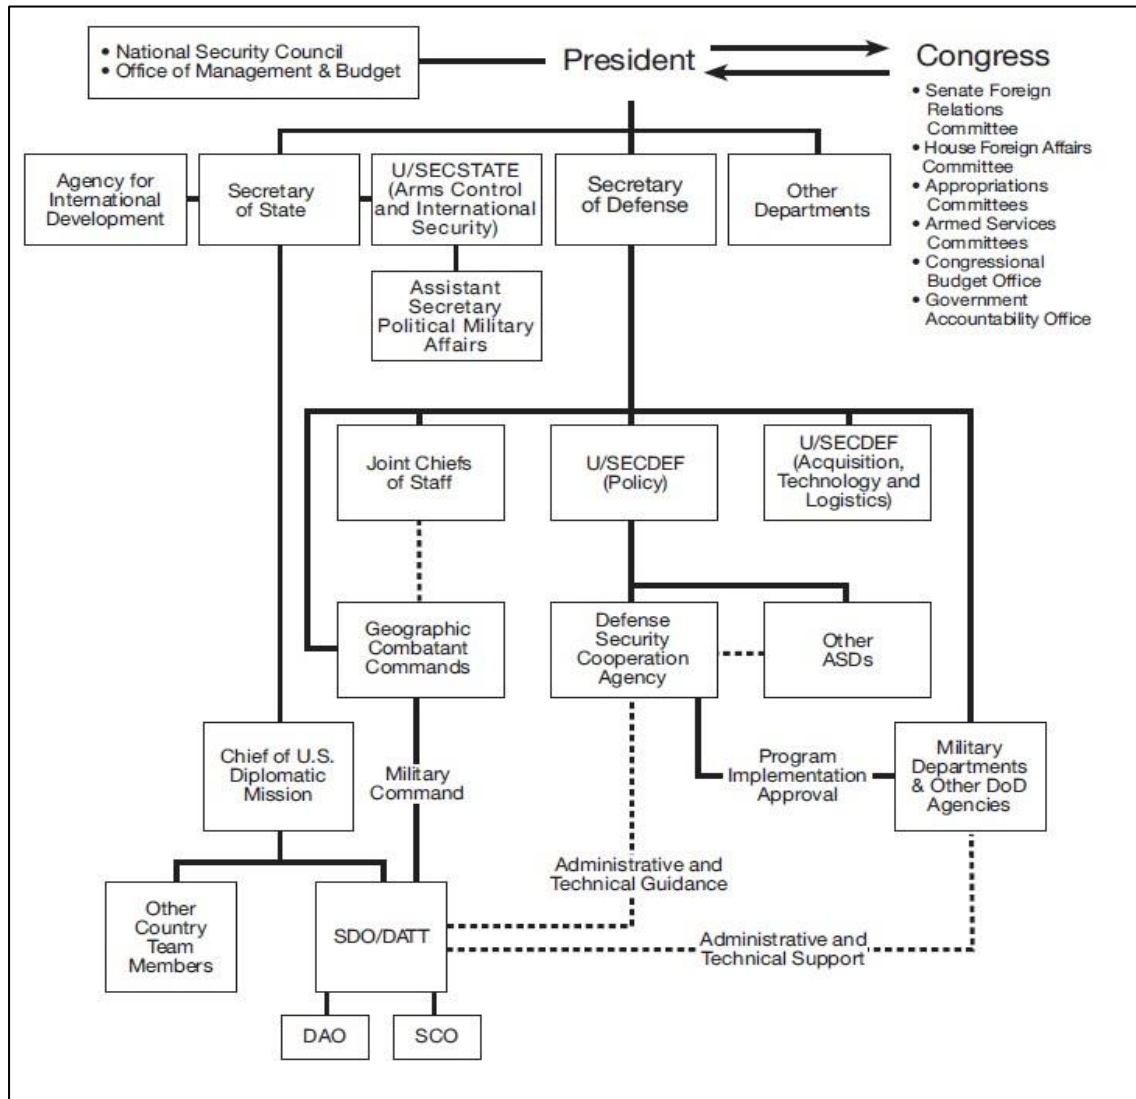 • National Security Council
• Office of Management & Budget
President
Congress
• Senate Foreign
Relations
Committee
• House Foreign Affairs
Committee
• Appropriations
Committees
• Armed Services
Committees
• Congressional
Budget Office
• Government
Accountability Office
Agency for
International
Development
Secretary
of State
U/SECSTATE
(Arms Control
and International
Security)
Secretary
of Defense
Other
Departments
Assistant
Secretary
Political Military
Affairs
Joint Chiefs
of Staff
U/SECDEF
(Policy)
U/SECDEF
(Acquisition,
Technology and
Logistics)
Geographic
Combatant
Commands
Defense
Security
Cooperation
Agency
Other
ASDs
Chief of U.S.
Diplomatic
Mission
Military
Command
Program
Implementation
Approval
Military
Departments
& Other DoD
Agencies
Other
Country
Team
Members
SDO/DATT
Administrative and
Technical Guidance
Administrative and
Technical Support
DAO
SCO